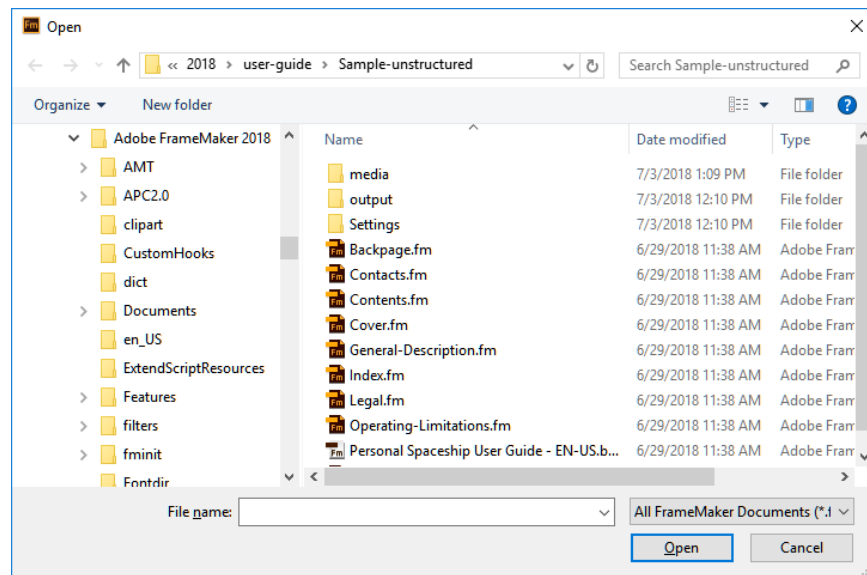 Open
« 2018 › user-guide › Sample-unstructured
Search Sample-unstructured
Organize
New folder
Adobe FrameMaker 2018
AMT
APC2.0
clipart
CustomHooks
dict
Documents
en_US
ExtendScriptResources
Features
filters
fminit
Fontdir
Name Date modified Type
media 7/3/2018 1:09 PM File folder
output 7/3/2018 12:10 PM File folder
Settings 7/3/2018 12:10 PM File folder
Backpage.fm 6/29/2018 11:38 AM Adobe Fram
Contacts.fm 6/29/2018 11:38 AM Adobe Fram
Contents.fm 6/29/2018 11:38 AM Adobe Fram
Cover.fm 6/29/2018 11:38 AM Adobe Fram
General-Description.fm 6/29/2018 11:38 AM Adobe Fram
Index.fm 6/29/2018 11:38 AM Adobe Fram
Legal.fm 6/29/2018 11:38 AM Adobe Fram
Operating-Limitations.fm 6/29/2018 11:38 AM Adobe Fram
Personal Spaceship User Guide - EN-US.b... 6/29/2018 11:38 AM Adobe Fram
File name:
All FrameMaker Documents (*.f
Open
Cancel